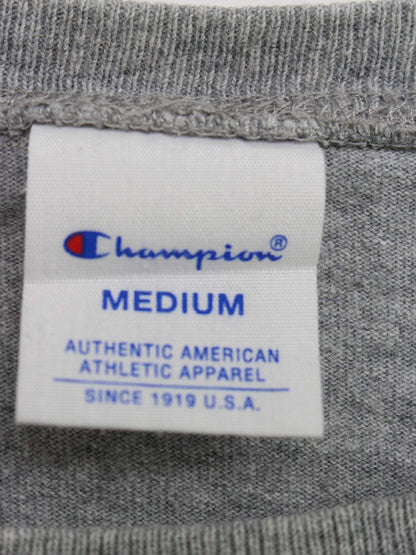 Champion®
MEDIUM
AUTHENTIC AMERICAN
ATHLETIC APPAREL
SINCE 1919 U.S.A.